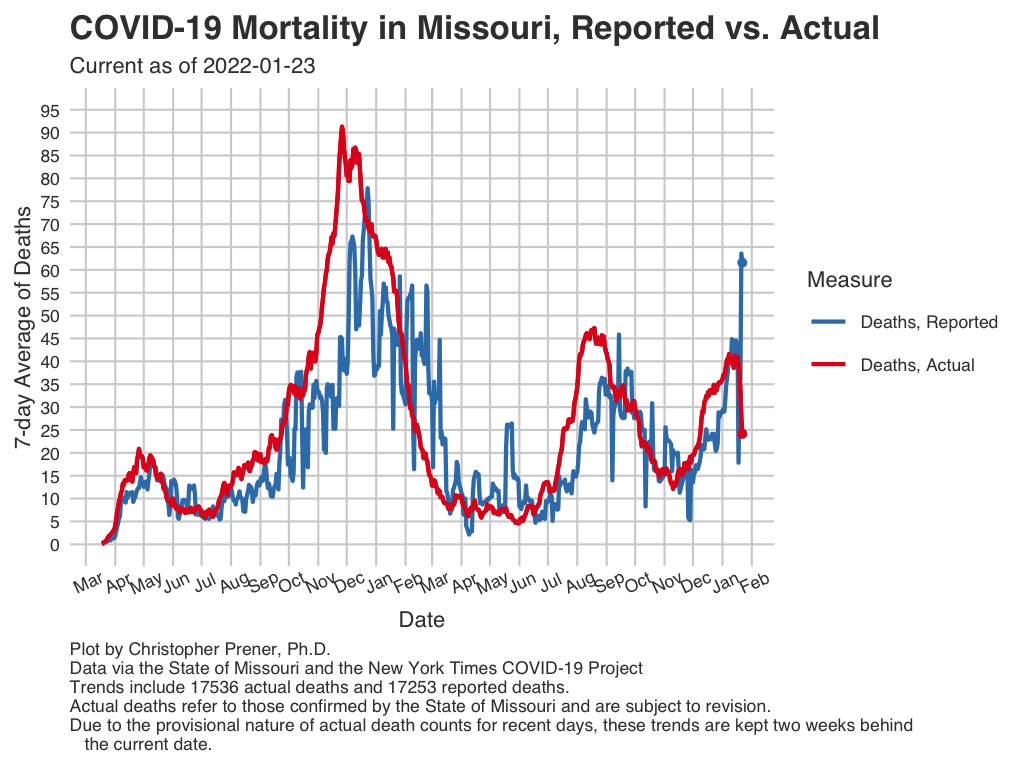 COVID-19 Mortality in Missouri, Reported vs. Actual
Current as of 2022-01-23
95
90
85
80
75
70
65
60
55
50
45
40
35
30
25
20
15
10
5
0
7-day Average of Deaths
Mar Apr May Jun Jul Aug Sep Oct Nov Dec Jan Feb Mar Apr May Jun Jul Aug Sep Oct Nov Dec Jan Feb
Date
Measure
Deaths, Reported
Deaths, Actual
Plot by Christopher Prener, Ph.D.
Data via the State of Missouri and the New York Times COVID-19 Project
Trends include 17536 actual deaths and 17253 reported deaths.
Actual deaths refer to those confirmed by the State of Missouri and are subject to revision.
Due to the provisional nature of actual death counts for recent days, these trends are kept two weeks behind
the current date.